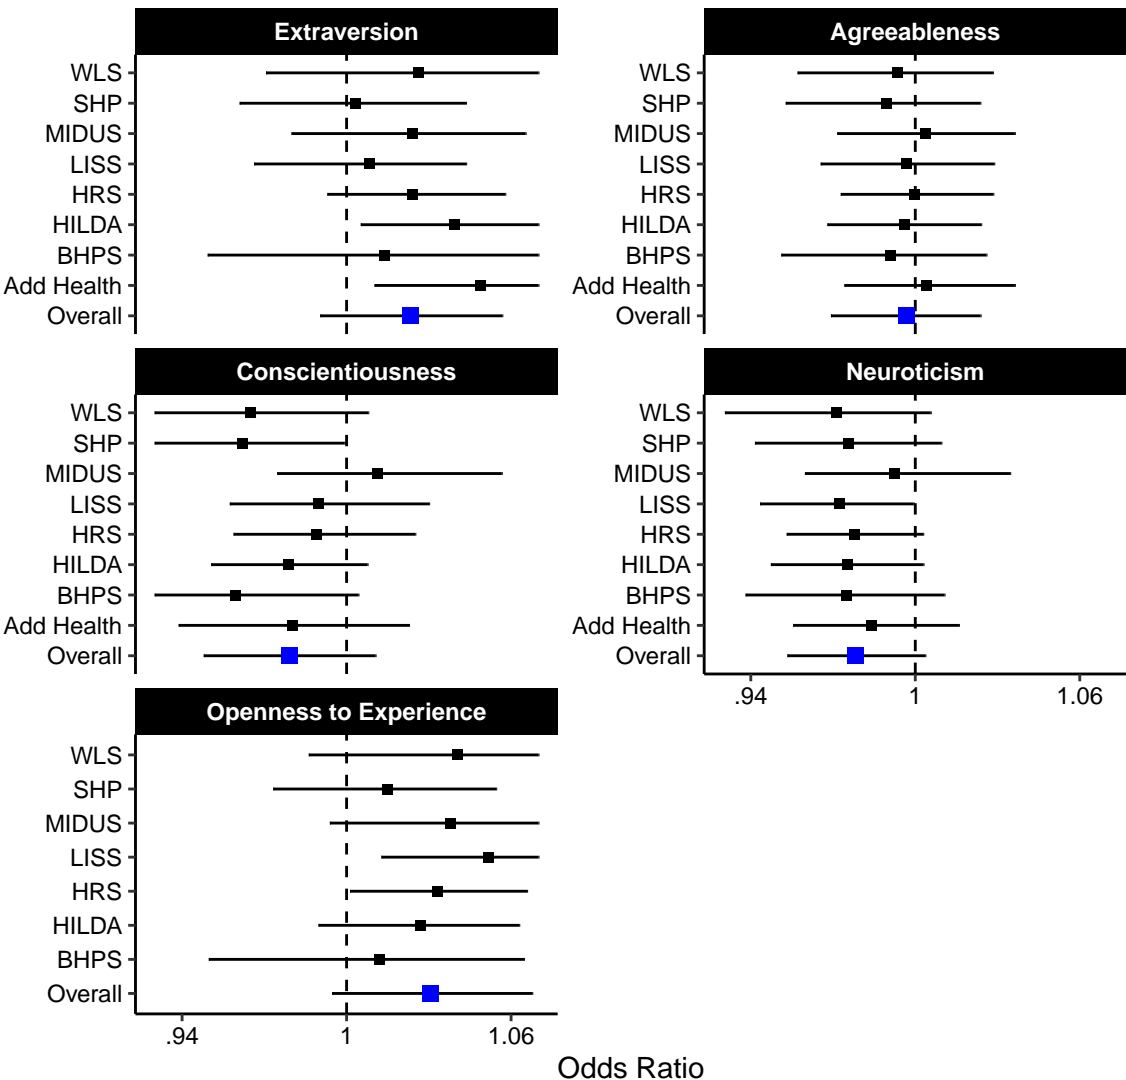 Extraversion
WLS
SHP
MIDUS
LISS
HRS
HILDA
BHPS
Add Health
Overall
Agreeableness
WLS
SHP
MIDUS
LISS
HRS
HILDA
BHPS
Add Health
Overall
Conscientiousness
WLS
SHP
MIDUS
LISS
HRS
HILDA
BHPS
Add Health
Overall
Neuroticism
WLS
SHP
MIDUS
LISS
HRS
HILDA
BHPS
Add Health
Overall
.94 1 1.06
Openness to Experience
WLS
SHP
MIDUS
LISS
HRS
HILDA
BHPS
Overall
.94 1 1.06
Odds Ratio